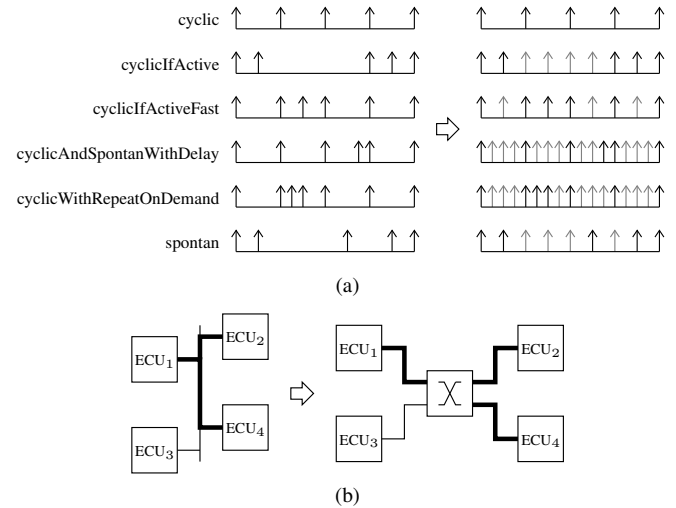 cyclic
cyclicIfActive
cyclicIfActiveFast
cyclicAndSpontanWithDelay
cyclicWithRepeatOnDemand
spontan
(a)
ECU1
ECU2
ECU3
ECU4
ECU1
ECU2
ECU3
ECU4
(b)